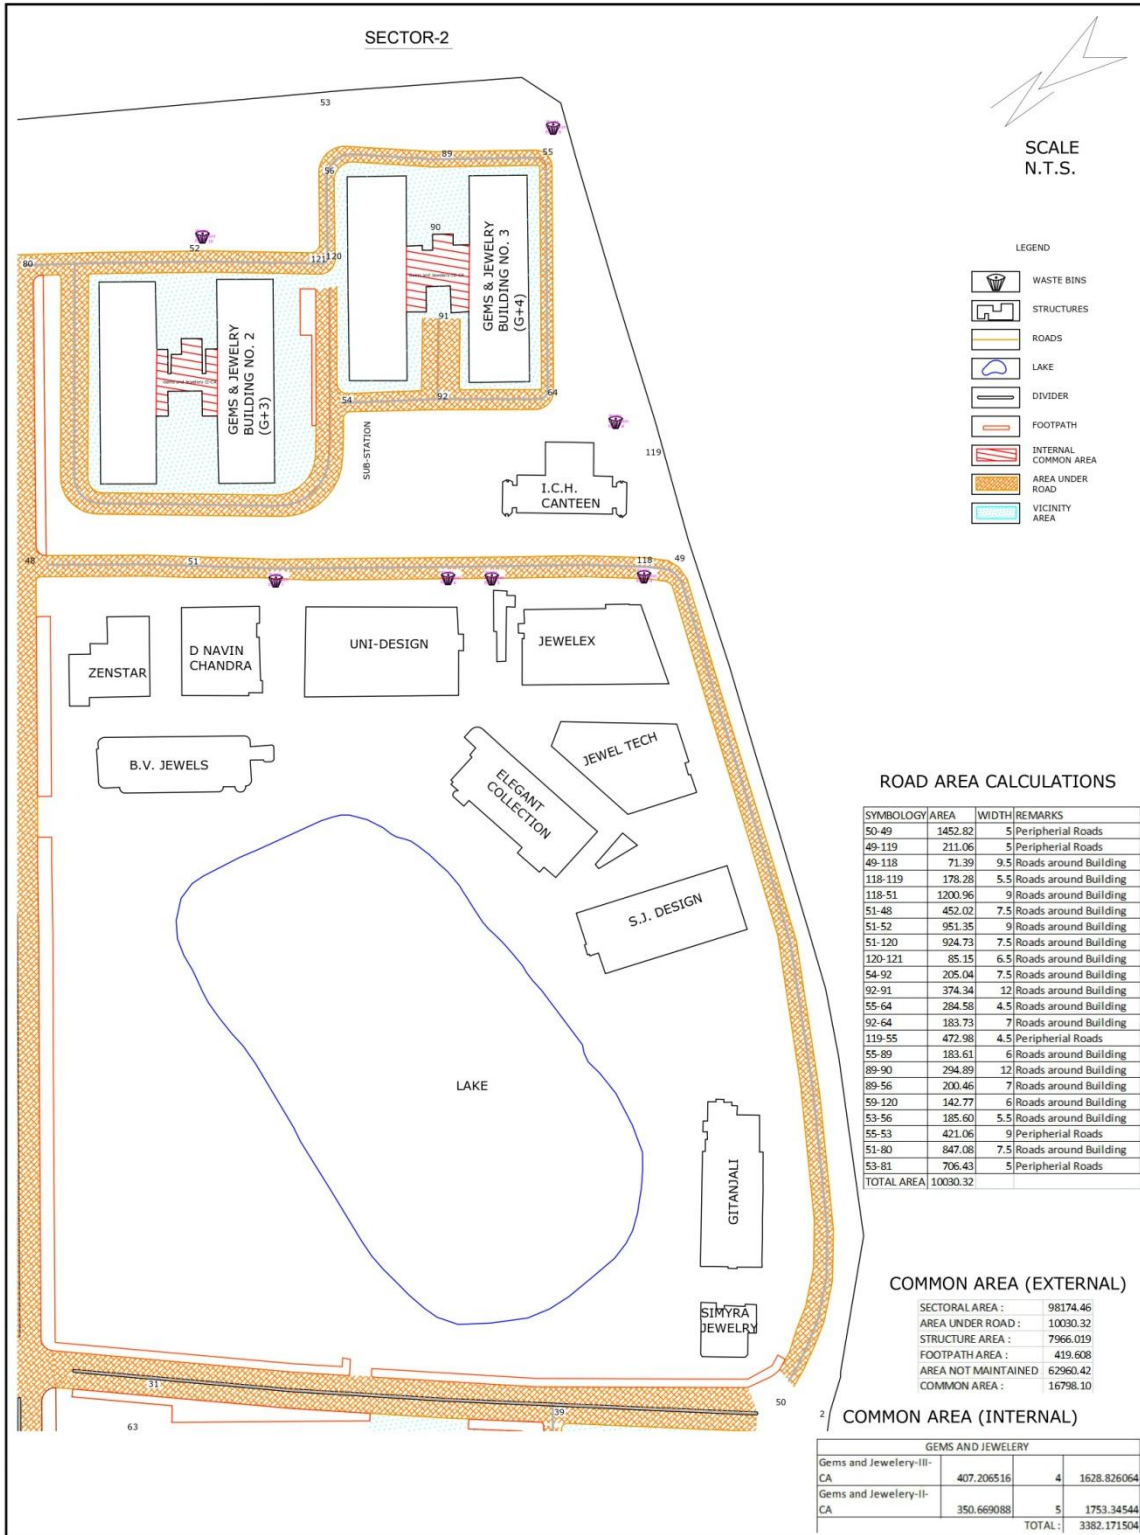 SECTOR-2
SCALE
N.T.S.
LEGEND
WASTE BINS
STRUCTURES
ROADS
LAKE
DIVIDER
FOOTPATH
INTERNAL
COMMON AREA
AREA UNDER
ROAD
VICINITY
AREA
53
55
89
56
90
52
80
121 120
91
92
64
54
119
GEMS & JEWELRY
BUILDING NO. 3
(G+4)
Gems and Jewelery-III-CA
GEMS & JEWELRY
BUILDING NO. 2
(G+3)
Gems and Jewelery-II-CA
SUB-STATION
I.C.H.
CANTEEN
48
51
118
49
ZENSTAR
D NAVIN
CHANDRA
UNI-DESIGN
JEWELEX
B.V. JEWELS
ELEGANT
COLLECTION
JEWEL TECH
S.J. DESIGN
LAKE
GITANJALI
SIMYRA
JEWELRY
31
63
39
50
2
ROAD AREA CALCULATIONS
SYMBOLOGY AREA WIDTH REMARKS
50-49 1452.82 5 Peripherial Roads
49-119 211.06 5 Peripherial Roads
49-118 71.39 9.5 Roads around Building
118-119 178.28 5.5 Roads around Building
118-51 1200.96 9 Roads around Building
51-48 452.02 7.5 Roads around Building
51-52 951.35 9 Roads around Building
51-120 924.73 7.5 Roads around Building
120-121 85.15 6.5 Roads around Building
54-92 205.04 7.5 Roads around Building
92-91 374.34 12 Roads around Building
55-64 284.58 4.5 Roads around Building
92-64 183.73 7 Roads around Building
119-55 472.98 4.5 Peripherial Roads
55-89 183.61 6 Roads around Building
89-90 294.89 12 Roads around Building
89-56 200.46 7 Roads around Building
59-120 142.77 6 Roads around Building
53-56 185.60 5.5 Roads around Building
55-53 421.06 9 Peripherial Roads
51-80 847.08 7.5 Roads around Building
53-81 706.43 5 Peripherial Roads
TOTAL AREA 10030.32
COMMON AREA (EXTERNAL)
SECTORAL AREA : 98174.46
AREA UNDER ROAD : 10030.32
STRUCTURE AREA : 7966.019
FOOTPATH AREA : 419.608
AREA NOT MAINTAINED 62960.42
COMMON AREA : 16798.10
COMMON AREA (INTERNAL)
GEMS AND JEWELERY
Gems and Jewelery-III-
CA 407.206516 4 1628.826064
Gems and Jewelery-II-
CA 350.669088 5 1753.34544
TOTAL : 3382.171504